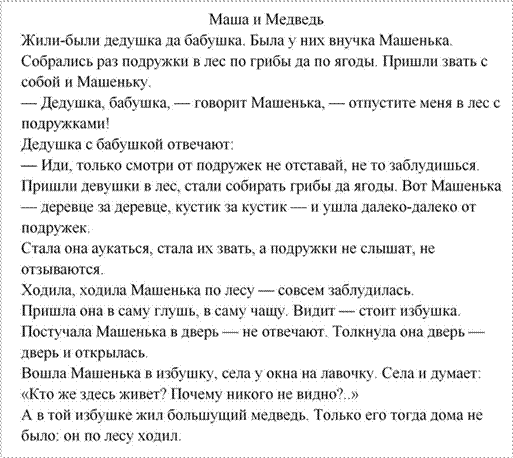 Маша и Медведь
Жили-были дедушка да бабушка. Была у них внучка Машенька.
Собрались раз подружки в лес по грибы да по ягоды. Пришли звать с
собой и Машеньку.
— Дедушка, бабушка, — говорит Машенька, — отпустите меня в лес с
подружками!
Дедушка с бабушкой отвечают:
— Иди, только смотри от подружек не отставай, не то заблудишься.
Пришли девушки в лес, стали собирать грибы да ягоды. Вот Машенька
— деревце за деревце, кустик за кустик — и ушла далеко-далеко от
подружек.
Стала она аукаться, стала их звать, а подружки не слышат, не
отзываются.
Ходила, ходила Машенька по лесу — совсем заблудилась.
Пришла она в саму глушь, в саму чащу. Видит — стоит избушка.
Постучала Машенька в дверь — не отвечают. Толкнула она дверь —
дверь и открылась.
Вошла Машенька в избушку, села у окна на лавочку. Села и думает:
«Кто же здесь живет? Почему никого не видно?..»
А в той избушке жил большущий медведь. Только его тогда дома не
было: он по лесу ходил.